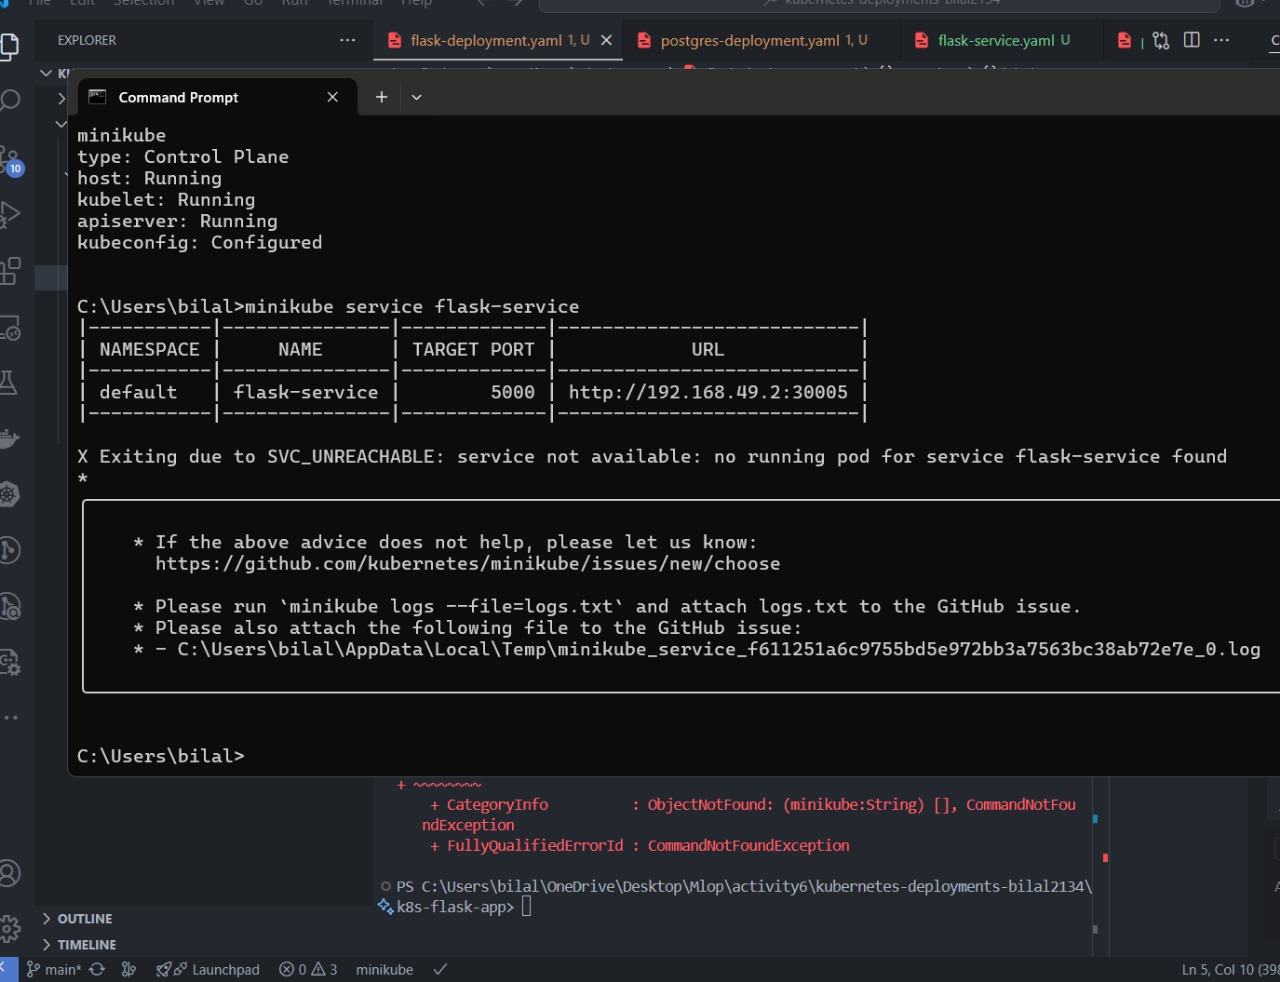 File Edit Selection View Go Run Terminal Help
kubernetes-deployments-bilal2134
EXPLORER ···
flask-deployment.yaml 1, U
postgres-deployment.yaml 1, U
flask-service.yaml U
Command Prompt
10
minikube
type: Control Plane
host: Running
kubelet: Running
apiserver: Running
kubeconfig: Configured
C:\Users\bilal>minikube service flask-service
|-----------|---------------|-------------|---------------------------|
| NAMESPACE | NAME | TARGET PORT | URL |
|-----------|---------------|-------------|---------------------------|
| default | flask-service | 5000 | http://192.168.49.2:30005 |
|-----------|---------------|-------------|---------------------------|
X Exiting due to SVC_UNREACHABLE: service not available: no running pod for service flask-service found
*
* If the above advice does not help, please let us know:
https://github.com/kubernetes/minikube/issues/new/choose
* Please run `minikube logs --file=logs.txt` and attach logs.txt to the GitHub issue.
* Please also attach the following file to the GitHub issue:
* - C:\Users\bilal\AppData\Local\Temp\minikube_service_f611251a6c9755bd5e972bb3a7563bc38ab72e7e_0.log
C:\Users\bilal>
+ ~~~~~~~~
+ CategoryInfo : ObjectNotFound: (minikube:String) [], CommandNotFou
ndException
+ FullyQualifiedErrorId : CommandNotFoundException
PS C:\Users\bilal\OneDrive\Desktop\Mlop\activity6\kubernetes-deployments-bilal2134\
k8s-flask-app>
OUTLINE
TIMELINE
main* Launchpad 0 3 minikube Ln 5, Col 10